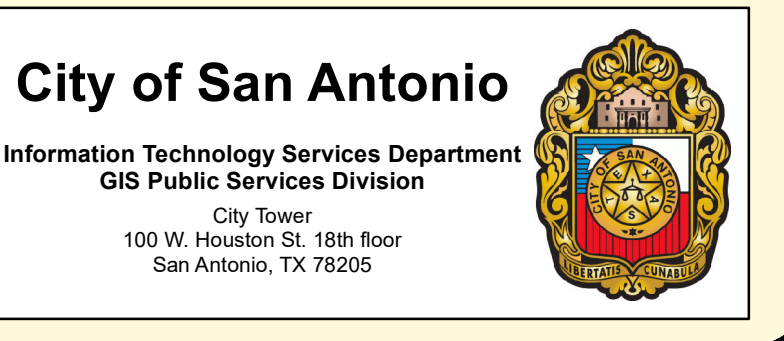 City of San Antonio
Information Technology Services Department
GIS Public Services Division
City Tower
100 W. Houston St. 18th floor
San Antonio, TX 78205
CITY OF SAN ANTONIO
TEXAS
LIBERTATIS CUNABULA